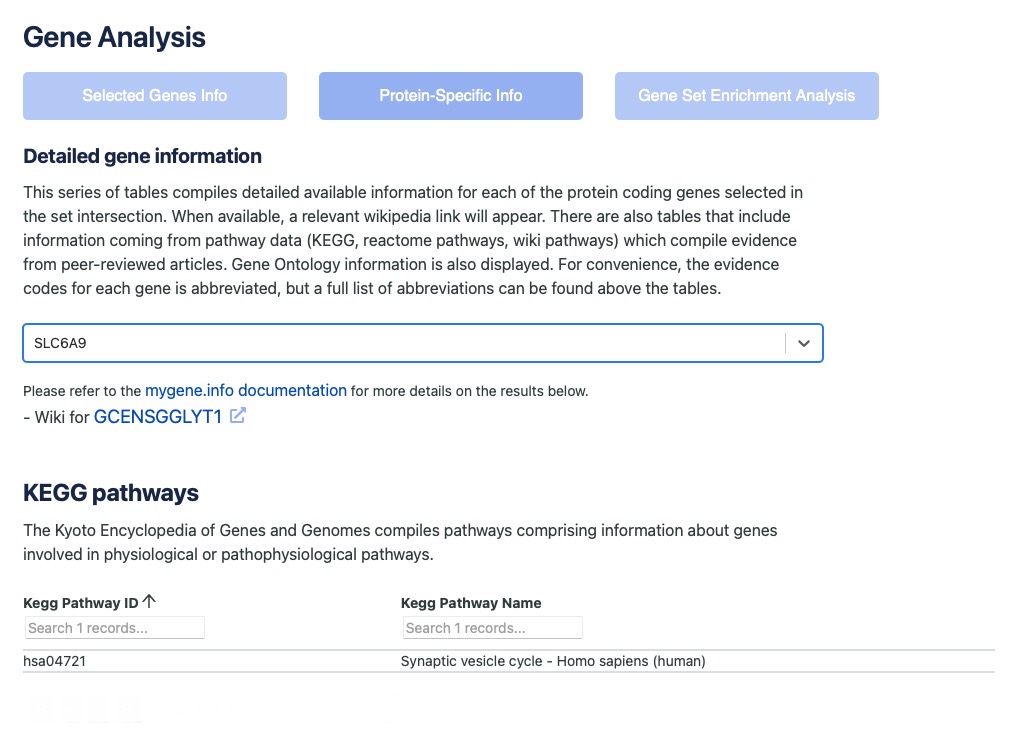 Gene Analysis
Selected Genes Info
Protein-Specific Info
Gene Set Enrichment Analysis
Detailed gene information
This series of tables compiles detailed available information for each of the protein coding genes selected in
the set intersection. When available, a relevant wikipedia link will appear. There are also tables that include
information coming from pathway data (KEGG, reactome pathways, wiki pathways) which compile evidence
from peer-reviewed articles. Gene Ontology information is also displayed. For convenience, the evidence
codes for each gene is abbreviated, but a full list of abbreviations can be found above the tables.
SLC6A9
Please refer to the mygene.info documentation for more details on the results below.
- Wiki for GCENSGGLYT1
KEGG pathways
The Kyoto Encyclopedia of Genes and Genomes compiles pathways comprising information about genes
involved in physiological or pathophysiological pathways.
Kegg Pathway ID
Kegg Pathway Name
Search 1 records...
Search 1 records...
hsa04721
Synaptic vesicle cycle - Homo sapiens (human)